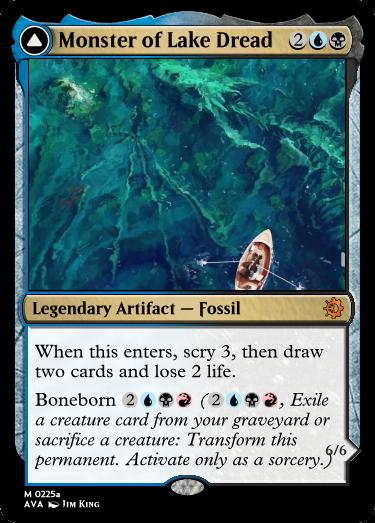 Monster of Lake Dread 2
Legendary Artifact — Fossil
When this enters, scry 3, then draw
two cards and lose 2 life.
Boneborn 2 (2, Exile
a creature card from your graveyard or
sacrifice a creature: Transform this
permanent. Activate only as a sorcery.)
6/6
M 0225a
AVA Jim King